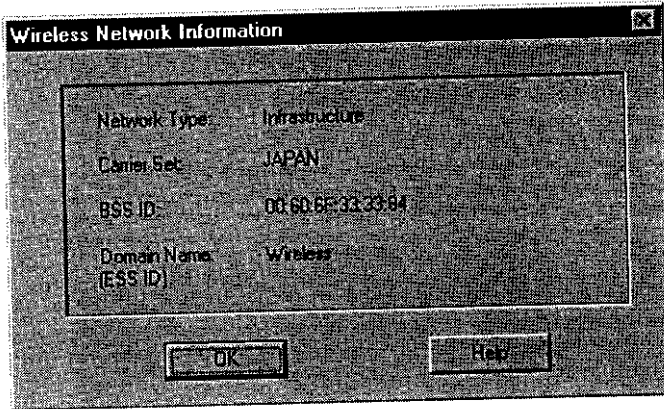 Wireless Network Information
Network Type: Infrastructure
Carrier Set: JAPAN
BSS ID: 00:60:6F:33:33:84
Domain Name: Wireless
(ESS ID)
OK
Help